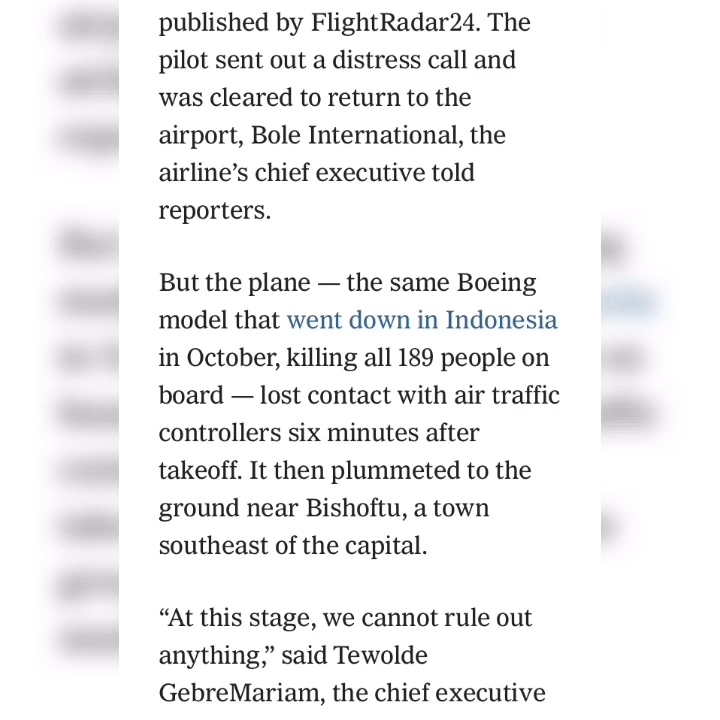 published by FlightRadar24. The
pilot sent out a distress call and
was cleared to return to the
airport, Bole International, the
airline’s chief executive told
reporters.
But the plane — the same Boeing
model that went down in Indonesia
in October, killing all 189 people on
board — lost contact with air traffic
controllers six minutes after
takeoff. It then plummeted to the
ground near Bishoftu, a town
southeast of the capital.
“At this stage, we cannot rule out
anything,” said Tewolde
GebreMariam, the chief executive